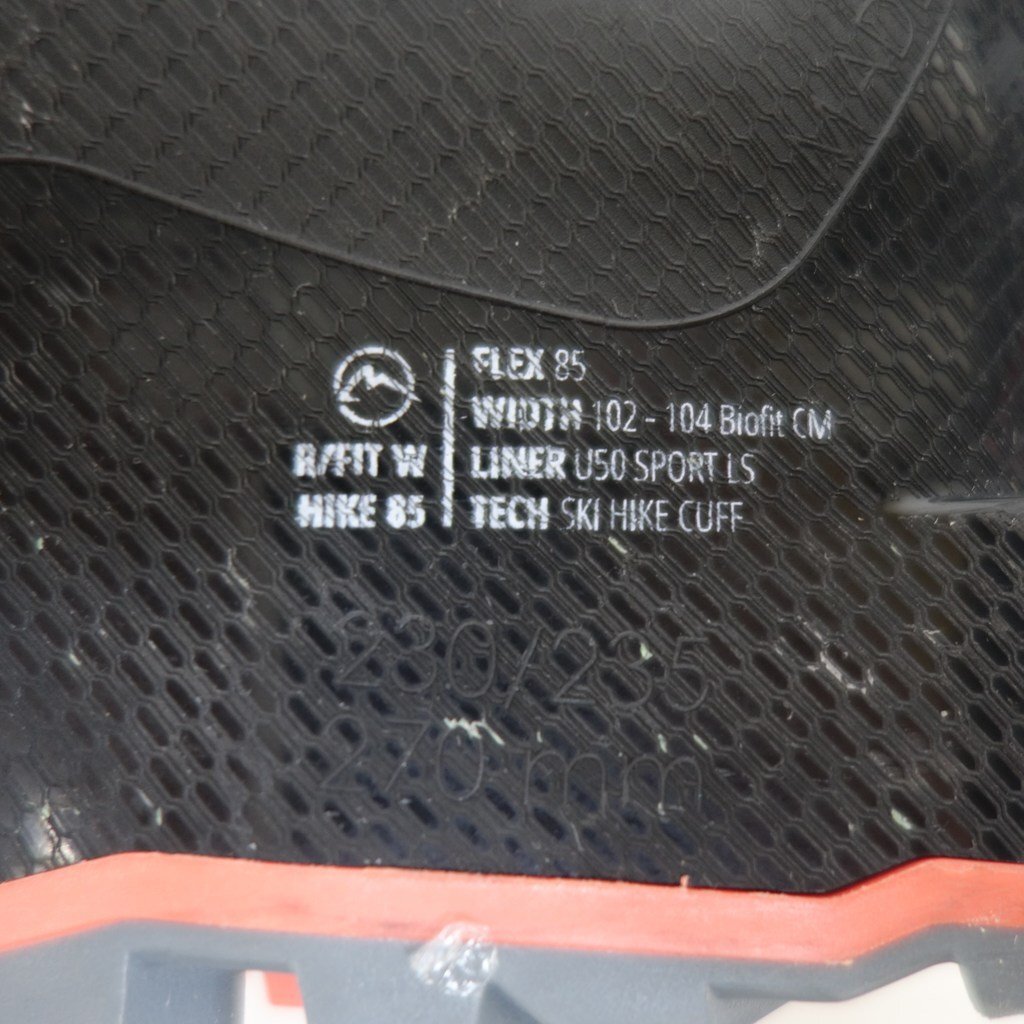 R/FIT W
HIKE 85
FLEX 85
WIDTH 102 - 104 Biofit CM
LINER U50 SPORT LS
TECH SKI HIKE CUFF
230/235
270 mm